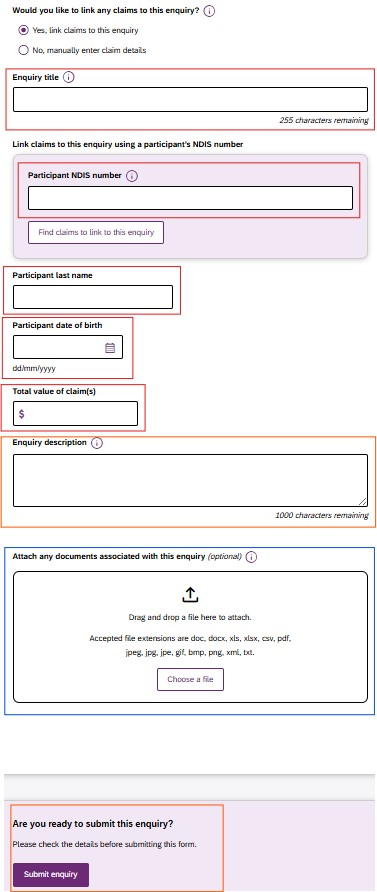 Would you like to link any claims to this enquiry?
Yes, link claims to this enquiry
No, manually enter claim details
Enquiry title
255 characters remaining
Link claims to this enquiry using a participant's NDIS number
Participant NDIS number
Find claims to link to this enquiry
Participant last name
Participant date of birth
dd/mm/yyyy
Total value of claim(s)
$
Enquiry description
1000 characters remaining
Attach any documents associated with this enquiry (optional)
Drag and drop a file here to attach.
Accepted file extensions are doc, docx, xls, xlsx, csv, pdf,
jpeg, jpg, jpe, gif, bmp, png, xml, txt.
Choose a file
Are you ready to submit this enquiry?
Please check the details before submitting this form.
Submit enquiry